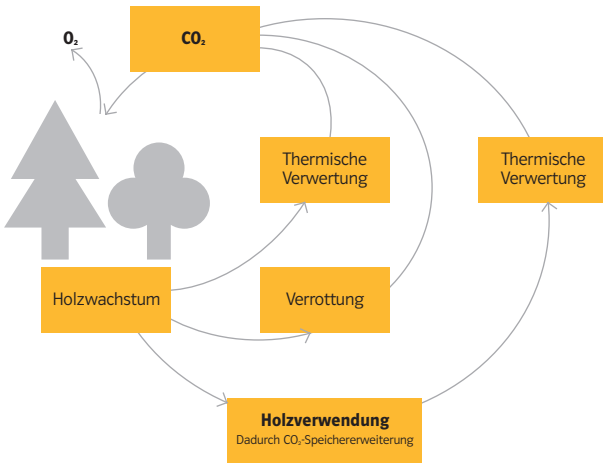 O₂
CO₂
Thermische
Verwertung
Thermische
Verwertung
Holzwachstum
Verrottung
Holzverwendung
Dadurch CO₂-Speichererweiterung